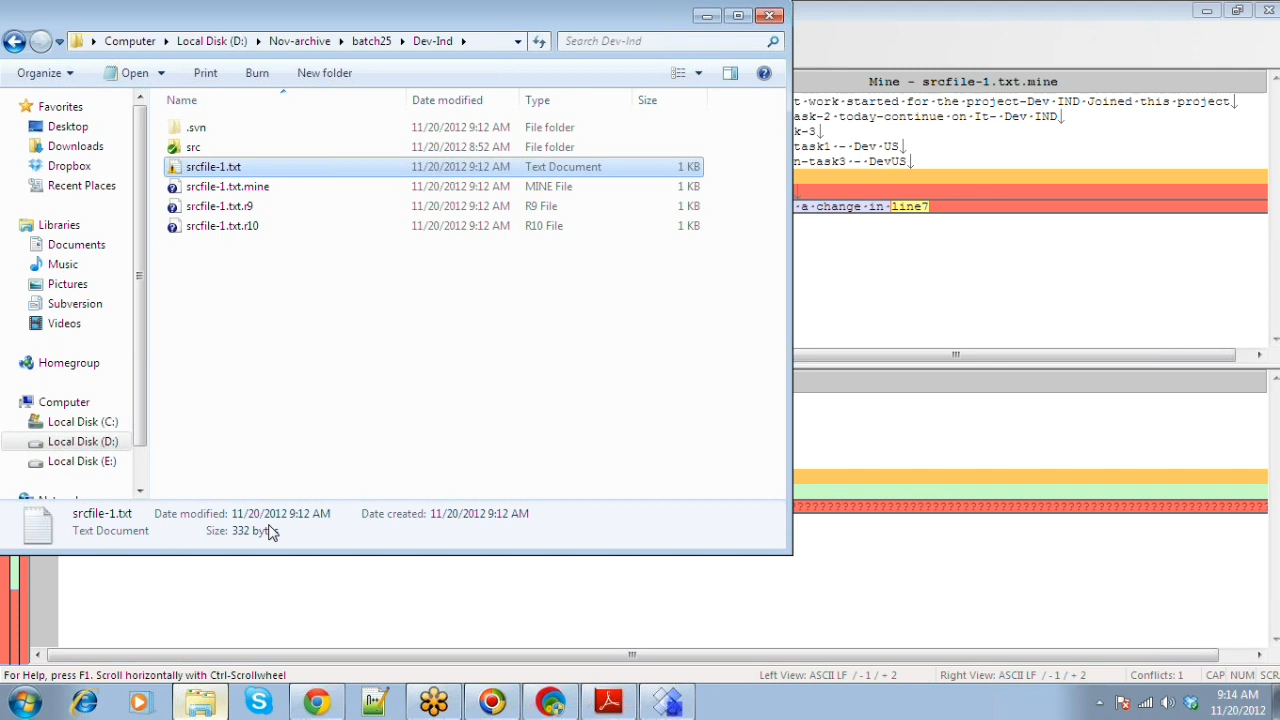 Computer
Local Disk (D:)
Nov-archive
batch25
Dev-Ind
Search Dev-Ind
Organize
Open
Print
Burn
New folder
Favorites
Desktop
Downloads
Dropbox
Recent Places
Libraries
Documents
Music
Pictures
Subversion
Videos
Homegroup
Computer
Local Disk (C:)
Local Disk (D:)
Local Disk (E:)
Name Date modified Type Size
.svn 11/20/2012 9:12 AM File folder
src 11/20/2012 8:52 AM File folder
srcfile-1.txt 11/20/2012 9:12 AM Text Document 1 KB
srcfile-1.txt.mine 11/20/2012 9:12 AM MINE File 1 KB
srcfile-1.txt.r9 11/20/2012 9:12 AM R9 File 1 KB
srcfile-1.txt.r10 11/20/2012 9:12 AM R10 File 1 KB
srcfile-1.txt Date modified: 11/20/2012 9:12 AM Date created: 11/20/2012 9:12 AM
Text Document Size: 332
Mine - srcfile-1.txt.mine
t·work·started·for·the·project-Dev·IND·Joined·this·project↓
ask-2·today-continue·on·It-·Dev·IND↓
k-3↓
task1·-·Dev·US↓
n-task3·-·DevUS↓
·a·change·in·line7
For Help, press F1. Scroll horizontally with Ctrl-Scrollwheel
Left View: ASCII LF / - 1 / + 2
Right View: ASCII LF / - 1 / + 2
Conflicts: 1
CAP NUM SCR
9:14 AM
11/20/2012